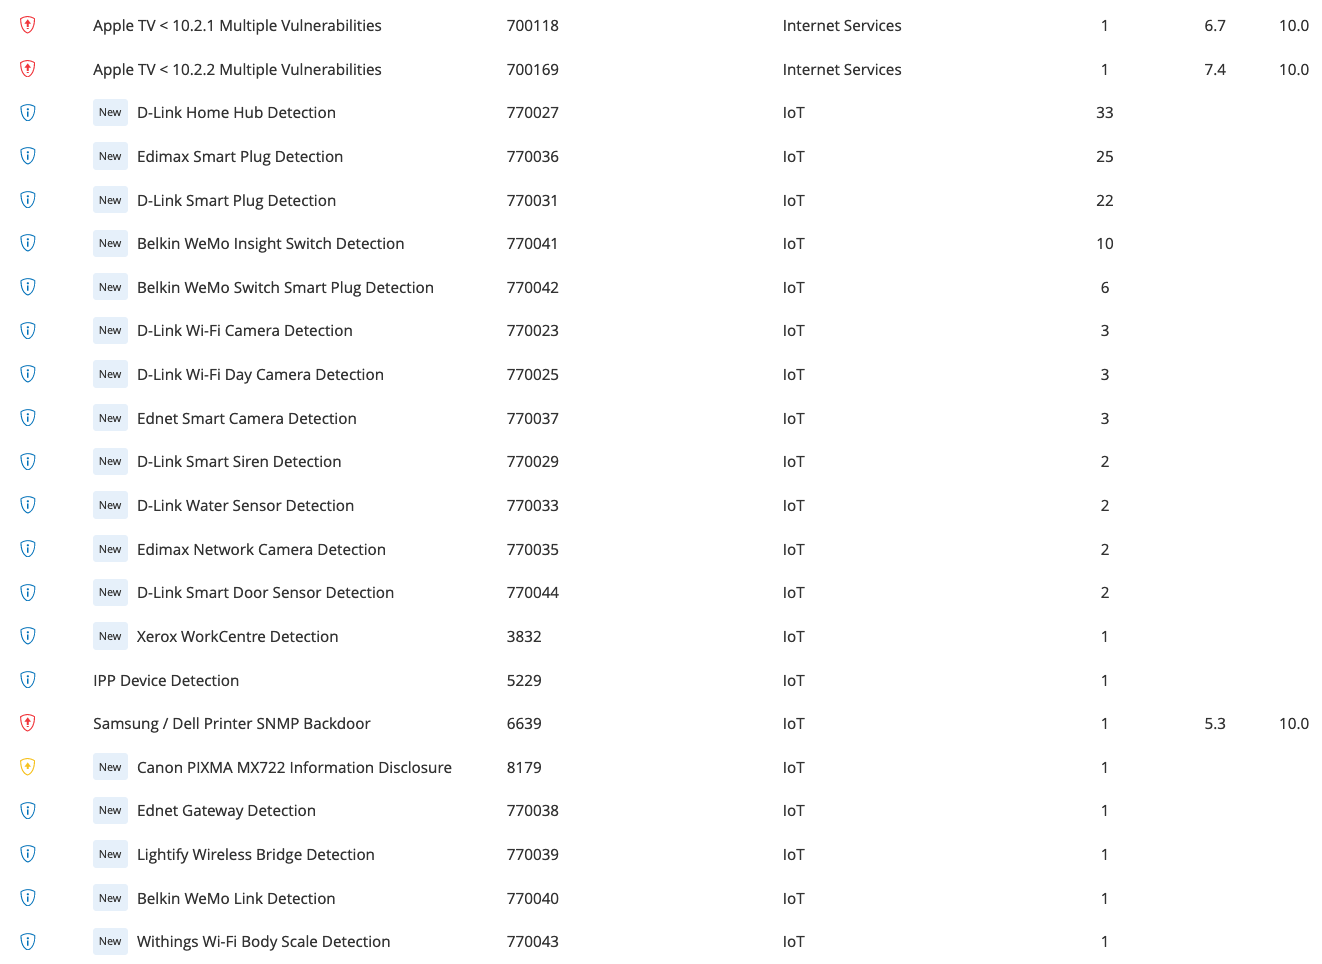 Apple TV < 10.2.1 Multiple Vulnerabilities 700118 Internet Services 1 6.7 10.0
Apple TV < 10.2.2 Multiple Vulnerabilities 700169 Internet Services 1 7.4 10.0
New D-Link Home Hub Detection 770027 IoT 33
New Edimax Smart Plug Detection 770036 IoT 25
New D-Link Smart Plug Detection 770031 IoT 22
New Belkin WeMo Insight Switch Detection 770041 IoT 10
New Belkin WeMo Switch Smart Plug Detection 770042 IoT 6
New D-Link Wi-Fi Camera Detection 770023 IoT 3
New D-Link Wi-Fi Day Camera Detection 770025 IoT 3
New Ednet Smart Camera Detection 770037 IoT 3
New D-Link Smart Siren Detection 770029 IoT 2
New D-Link Water Sensor Detection 770033 IoT 2
New Edimax Network Camera Detection 770035 IoT 2
New D-Link Smart Door Sensor Detection 770044 IoT 2
New Xerox WorkCentre Detection 3832 IoT 1
IPP Device Detection 5229 IoT 1
Samsung / Dell Printer SNMP Backdoor 6639 IoT 1 5.3 10.0
New Canon PIXMA MX722 Information Disclosure 8179 IoT 1
New Ednet Gateway Detection 770038 IoT 1
New Lightify Wireless Bridge Detection 770039 IoT 1
New Belkin WeMo Link Detection 770040 IoT 1
New Withings Wi-Fi Body Scale Detection 770043 IoT 1